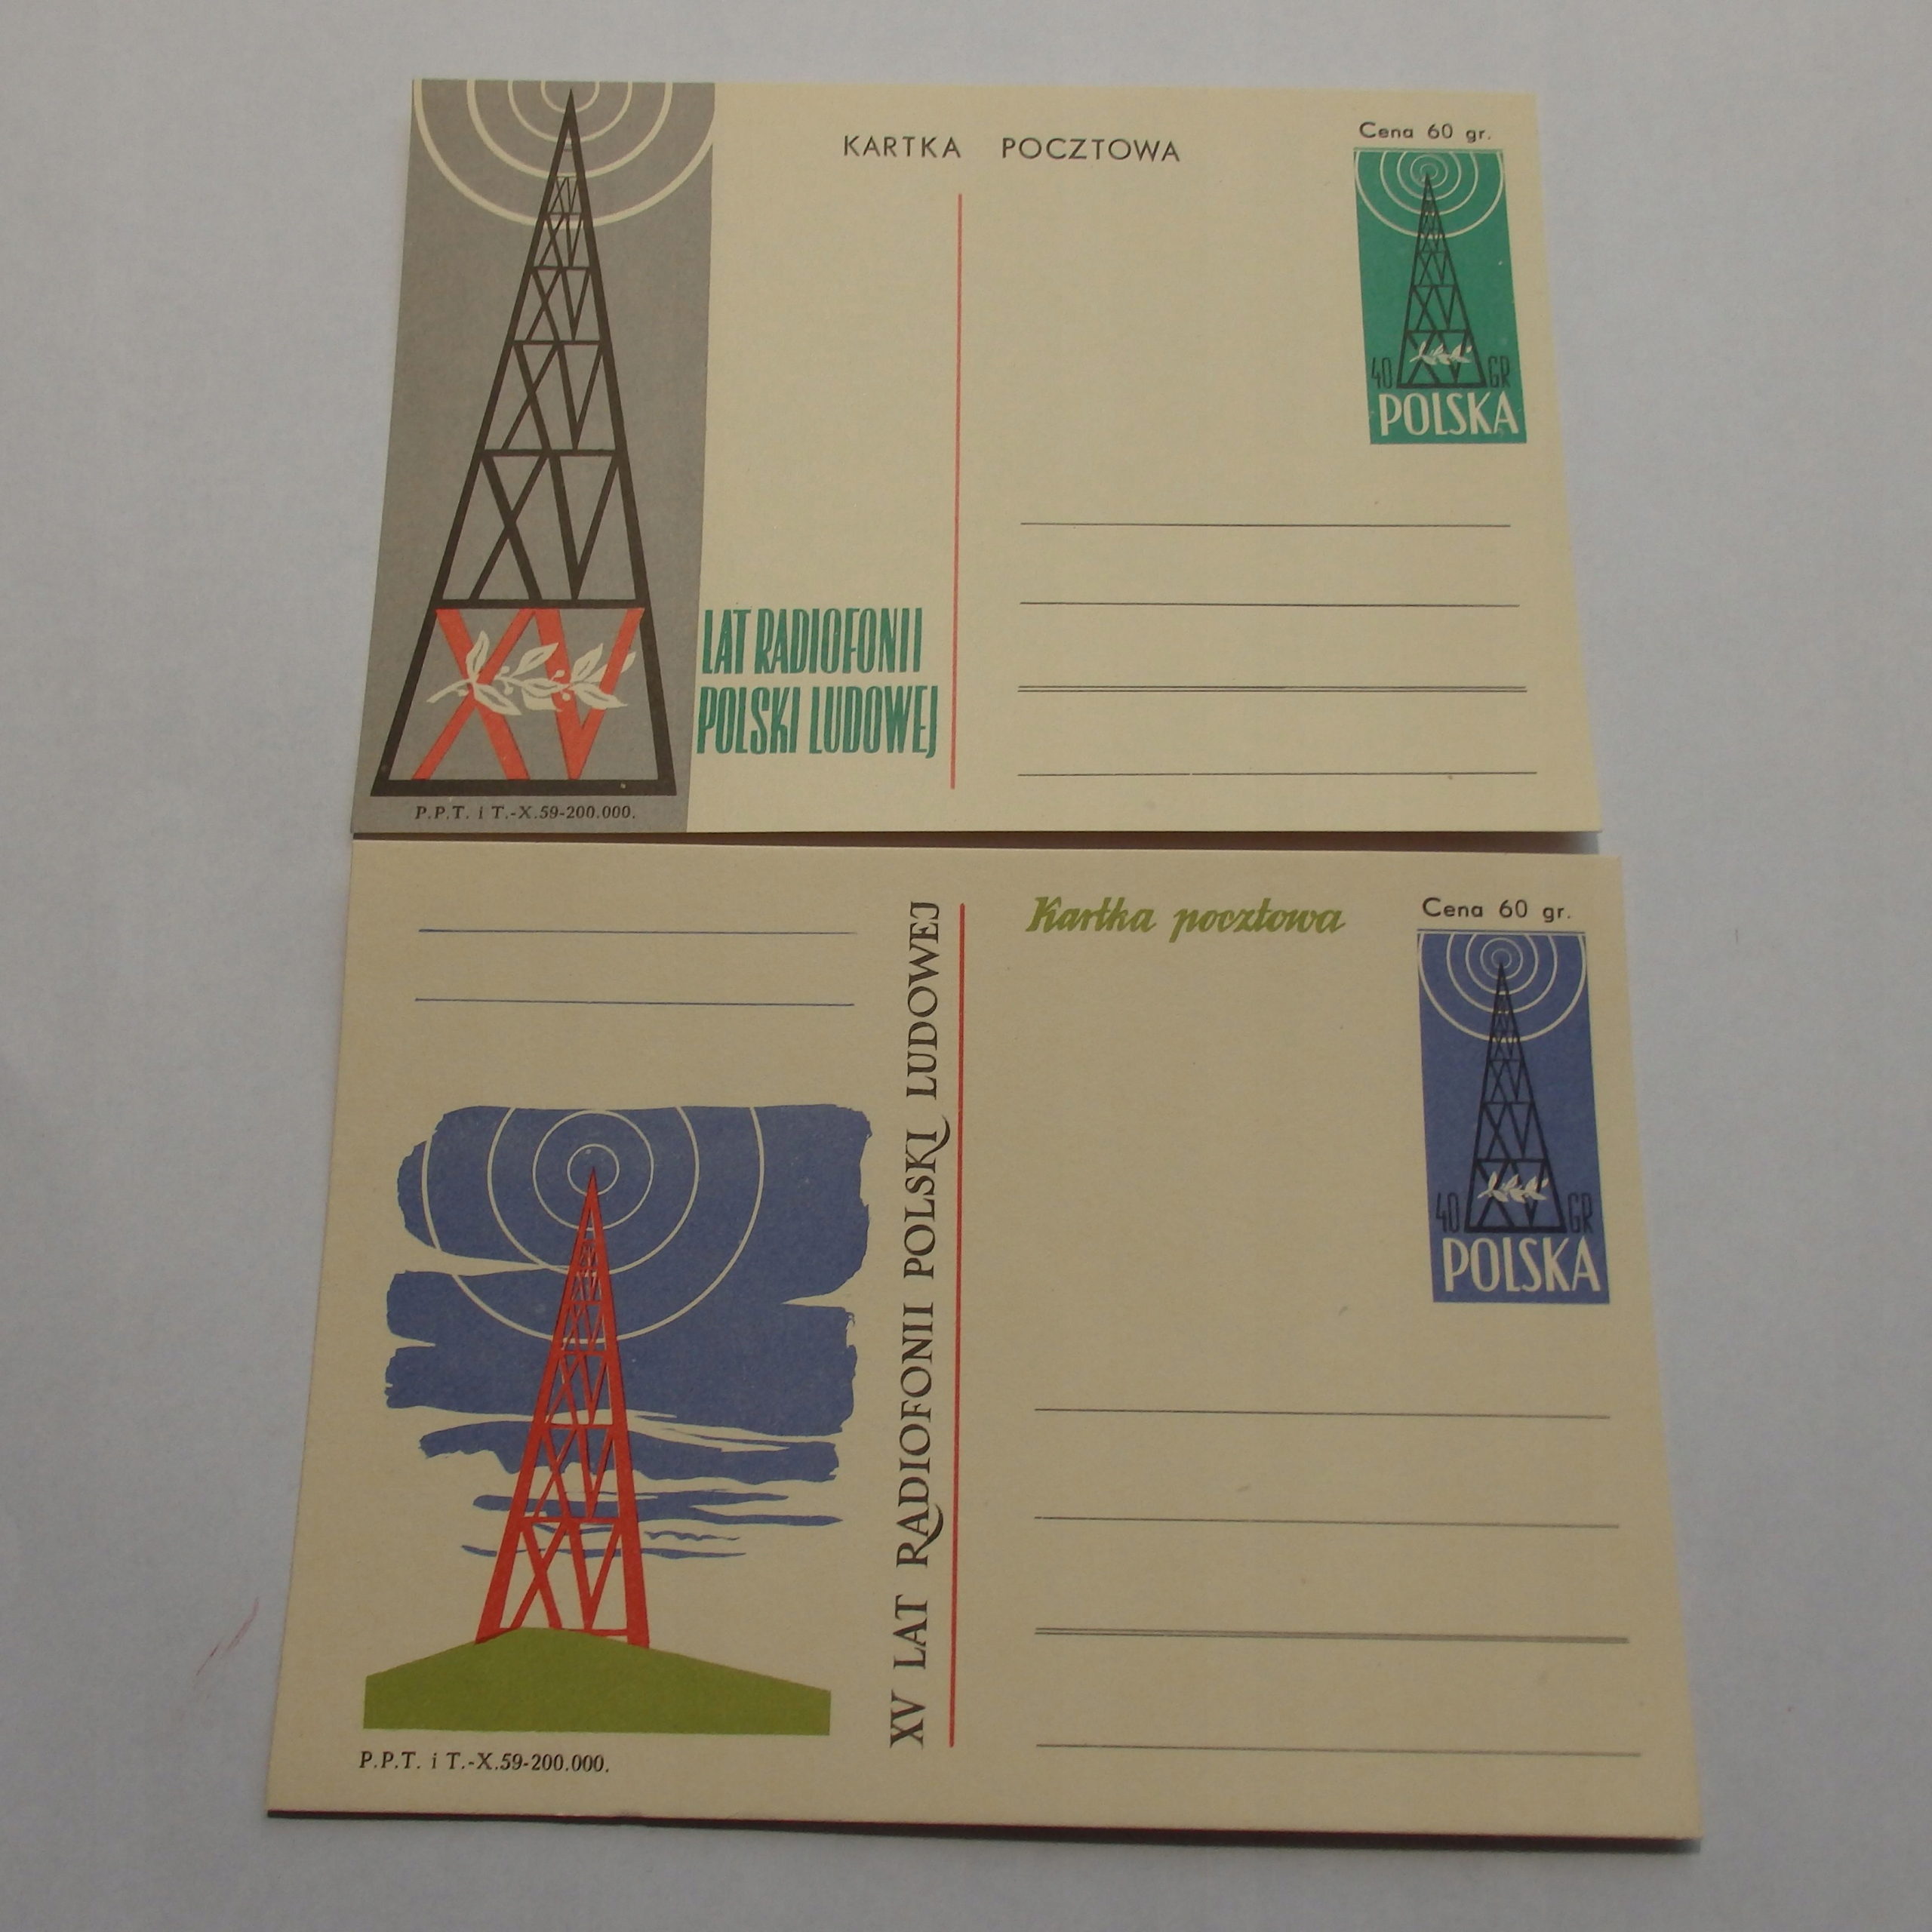 KARTKA POCZTOWA
Cena 60 gr.
40 GR
POLSKA
XV
LAT RADIOFONII
POLSKI LUDOWEJ
P.P.T. i T.-X.59-200.000.
Kartka pocztowa
Cena 60 gr.
40 GR
POLSKA
XV LAT RADIOFONII POLSKI LUDOWEJ
XV
P.P.T. i T.-X.59-200.000.